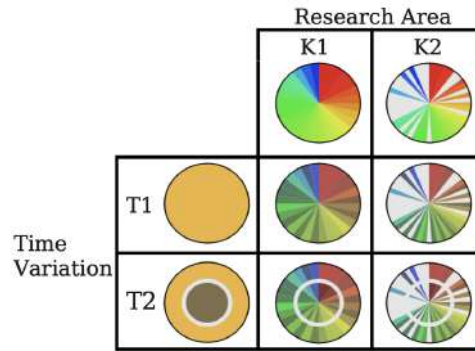 Research Area
K1 K2
T1
Time
Variation
T2